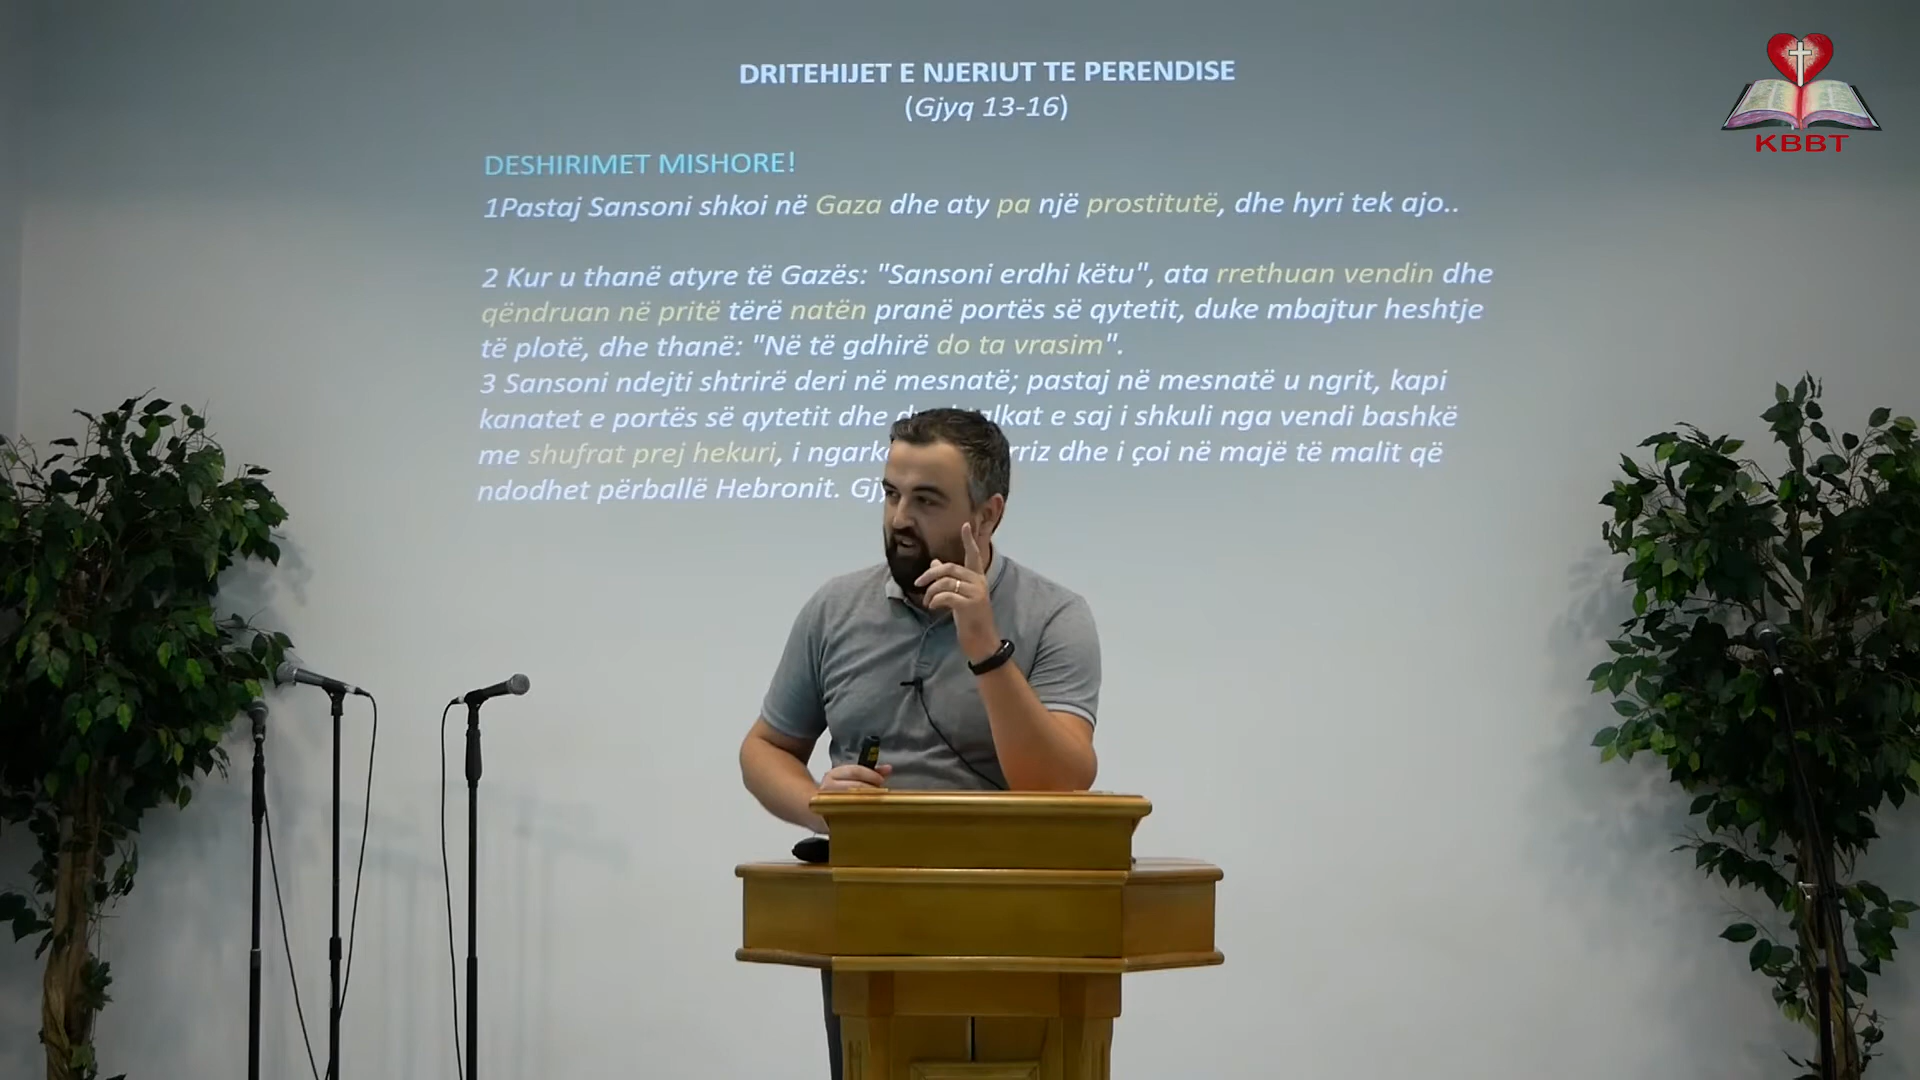 DRITEHIJET E NJERIUT TE PERENDISE
(Gjyq 13-16)
DESHIRIMET MISHORE!
1Pastaj Sansoni shkoi në Gaza dhe aty pa një prostitutë, dhe hyri tek ajo..
2 Kur u thanë atyre të Gazës: "Sansoni erdhi këtu", ata rrethuan vendin dhe
qëndruan në pritë tërë natën pranë portës së qytetit, duke mbajtur heshtje
të plotë, dhe thanë: "Në të gdhirë do ta vrasim".
3 Sansoni ndejti shtrirë deri në mesnatë; pastaj në mesnatë u ngrit, kapi
kanatet e portës së qytetit dhe e saj i shkuli nga vendi bashkë
me shufrat prej hekuri, i dhe i çoi në majë të malit që
ndodhet përballë Hebronit.
KBBT